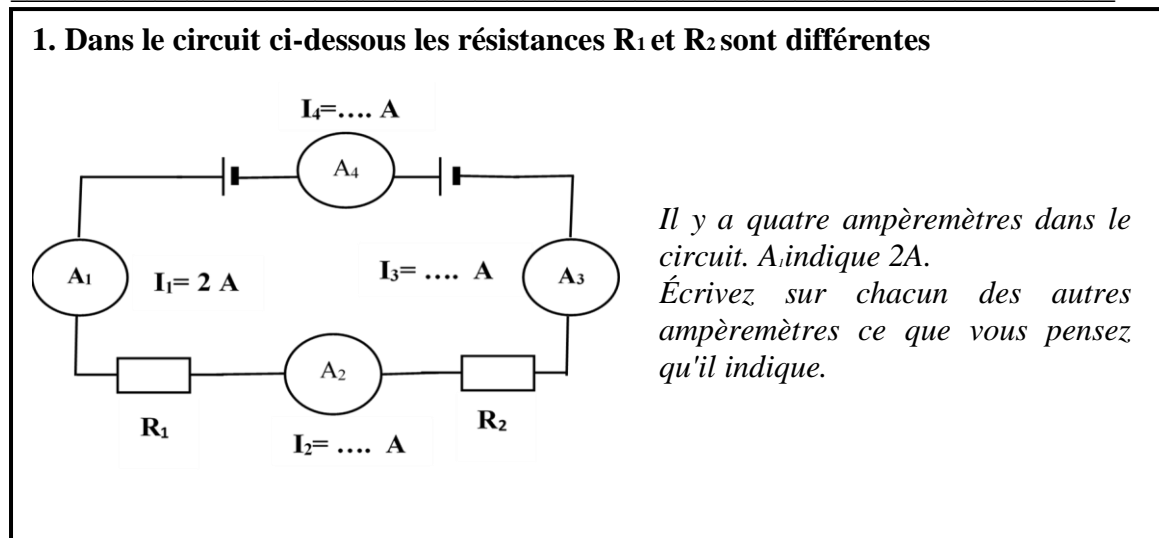 1. Dans le circuit ci-dessous les résistances R₁ et R₂ sont différentes
I₄=.... A
A₄
A₁
I₁= 2 A
I₃= .... A
A₃
A₂
R₁
R₂
I₂= .... A
Il y a quatre ampèremètres dans le
circuit. A₁indique 2A.
Écrivez sur chacun des autres
ampèremètres ce que vous pensez
qu'il indique.